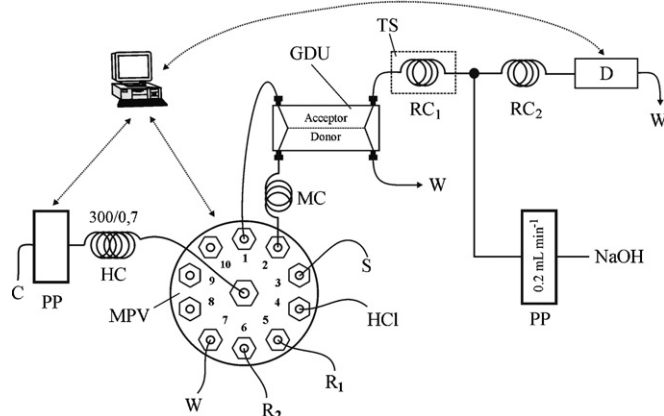 TS
GDU
RC1
RC2
D
W
Acceptor
Donor
MC
W
300/0,7
HC
C
PP
MPV
1
2
3
4
5
6
7
8
9
10
S
HCl
R1
R2
W
0.2 mL min-1
NaOH
PP